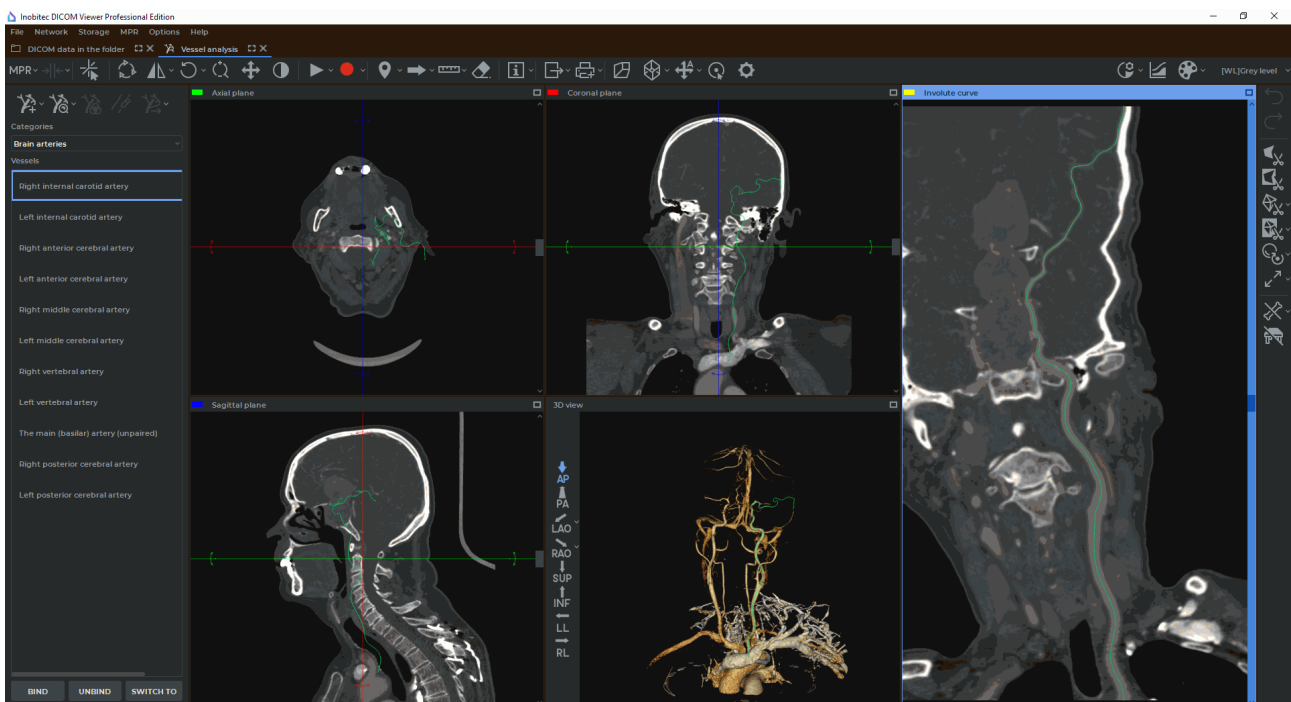 Inobitec DICOM Viewer Professional Edition
File Network Storage MPR Options Help
DICOM data in the folder Vessel analysis
MPR [WL]Grey level
Categories
Brain arteries
Vessels
Right internal carotid artery
Left internal carotid artery
Right anterior cerebral artery
Left anterior cerebral artery
Right middle cerebral artery
Left middle cerebral artery
Right vertebral artery
Left vertebral artery
The main (basilar) artery (unpaired)
Right posterior cerebral artery
Left posterior cerebral artery
BIND UNBIND SWITCH TO
Axial plane
Coronal plane
Sagittal plane
3D view
AP
PA
LAO
RAO
SUP
INF
LL
RL
Involute curve